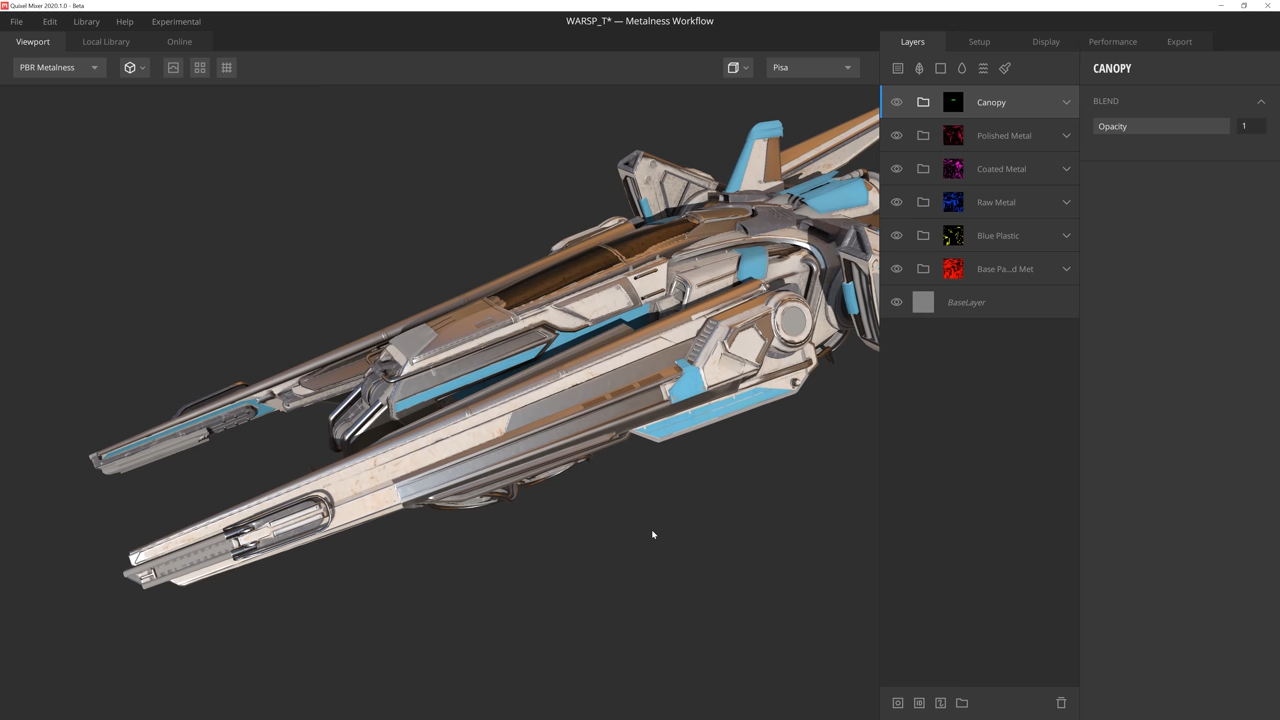 Quixel Mixer 2020.1.0 - Beta
File Edit Library Help Experimental
WARSP_T* — Metalness Workflow
Viewport Local Library Online
Layers Setup Display Performance Export
PBR Metalness
Pisa
CANOPY
Canopy
BLEND
Opacity 1
Polished Metal
Coated Metal
Raw Metal
Blue Plastic
Base Pa...d Met
BaseLayer